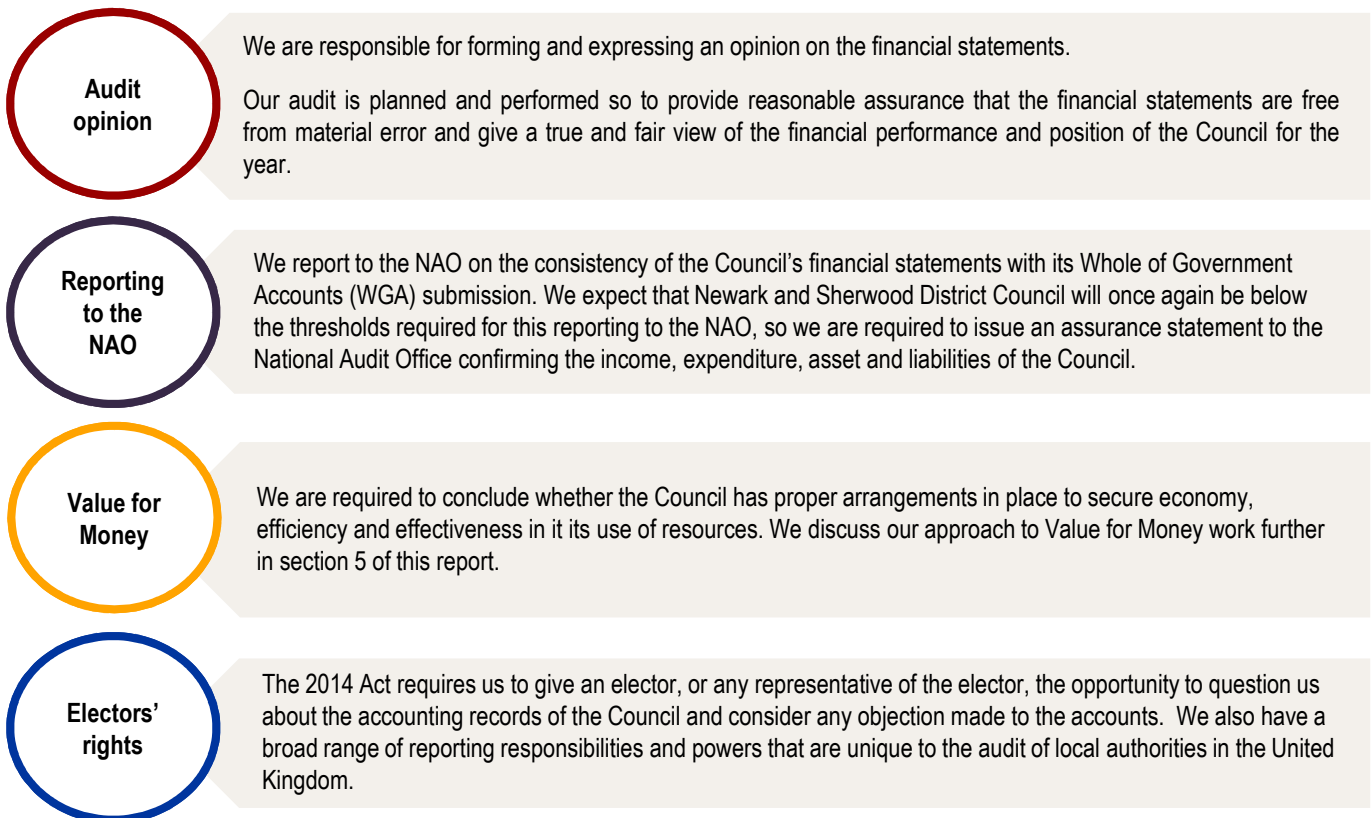 Audit
opinion
We are responsible for forming and expressing an opinion on the financial statements.
Our audit is planned and performed so to provide reasonable assurance that the financial statements are free
from material error and give a true and fair view of the financial performance and position of the Council for the
year.
Reporting
to the
NAO
We report to the NAO on the consistency of the Council's financial statements with its Whole of Government
Accounts (WGA) submission. We expect that Newark and Sherwood District Council will once again be below
the thresholds required for this reporting to the NAO, so we are required to issue an assurance statement to the
National Audit Office confirming the income, expenditure, asset and liabilities of the Council.
Value for
Money
We are required to conclude whether the Council has proper arrangements in place to secure economy,
efficiency and effectiveness in it its use of resources. We discuss our approach to Value for Money work further
in section 5 of this report.
Electors'
rights
The 2014 Act requires us to give an elector, or any representative of the elector, the opportunity to question us
about the accounting records of the Council and consider any objection made to the accounts.  We also have a
broad range of reporting responsibilities and powers that are unique to the audit of local authorities in the United
Kingdom.